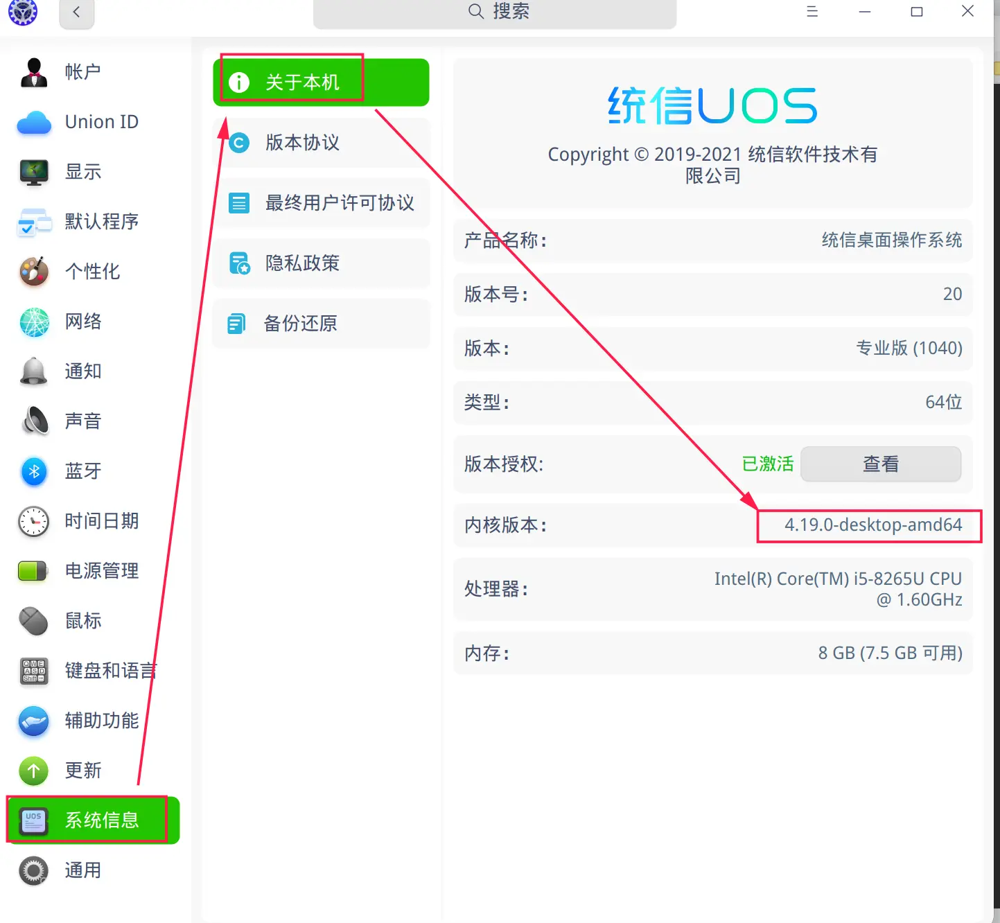 搜索
帐户
Union ID
显示
默认程序
个性化
网络
通知
声音
蓝牙
时间日期
电源管理
鼠标
键盘和语言
辅助功能
更新
UOS
系统信息
通用
关于本机
版本协议
最终用户许可协议
隐私政策
备份还原
统信UOS
Copyright © 2019-2021 统信软件技术有
限公司
产品名称: 统信桌面操作系统
版本号: 20
版本: 专业版 (1040)
类型: 64位
版本授权: 已激活 查看
内核版本: 4.19.0-desktop-amd64
处理器: Intel(R) Core(TM) i5-8265U CPU
@ 1.60GHz
内存: 8 GB (7.5 GB 可用)